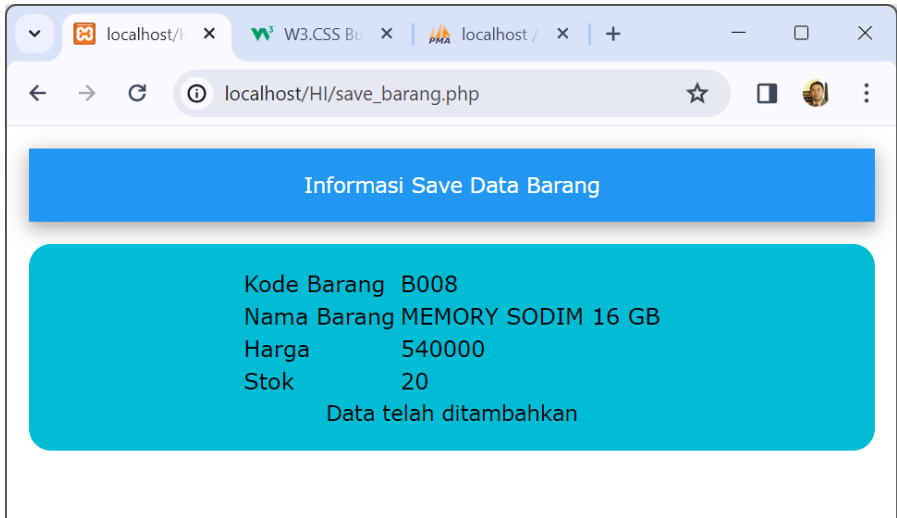 localhost/H
W3.CSS Bu
localhost /
localhost/HI/save_barang.php
Informasi Save Data Barang
Kode Barang B008
Nama Barang MEMORY SODIM 16 GB
Harga 540000
Stok 20
Data telah ditambahkan